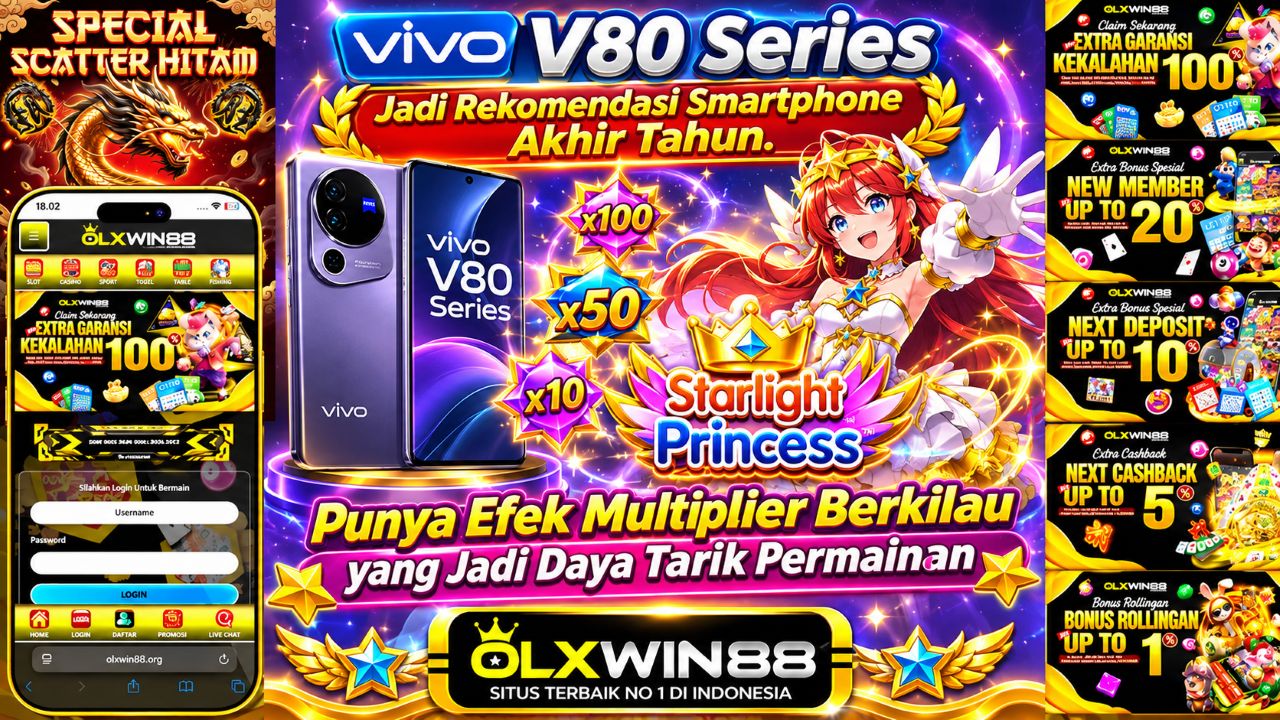 SPECIAL
SCATTER HITAM
18.02
OLXWIN88
SLOT
CASINO
SPORT
TOGEL
TABLE
FISHING
OLXWIN88
Claim Sekarang
EXTRA GARANSI
KEKALAHAN 100%
Silahkan Login Untuk Bermain
Username
Password
LOGIN
HOME
LOGIN
DAFTAR
PROMOSI
LIVE CHAT
olxwin88.org
vivo V80 Series
Jadi Rekomendasi Smartphone
Akhir Tahun.
vivo
vivo
V80
Series
x100
x50
x10
Starlight
Princess
Punya Efek Multiplier Berkilau
yang Jadi Daya Tarik Permainan
OLXWIN88
SITUS TERBAIK NO 1 DI INDONESIA
OLXWIN88
Claim Sekarang
EXTRA GARANSI
KEKALAHAN 100%
OLXWIN88
Extra Bonus Spesial
NEW MEMBER
UP TO 20%
OLXWIN88
Extra Bonus Spesial
NEXT DEPOSIT
UP TO 10%
OLXWIN88
Extra Cashback
NEXT CASHBACK
UP TO 5%
OLXWIN88
Bonus Rollingan
BONUS ROLLINGAN
UP TO 1%